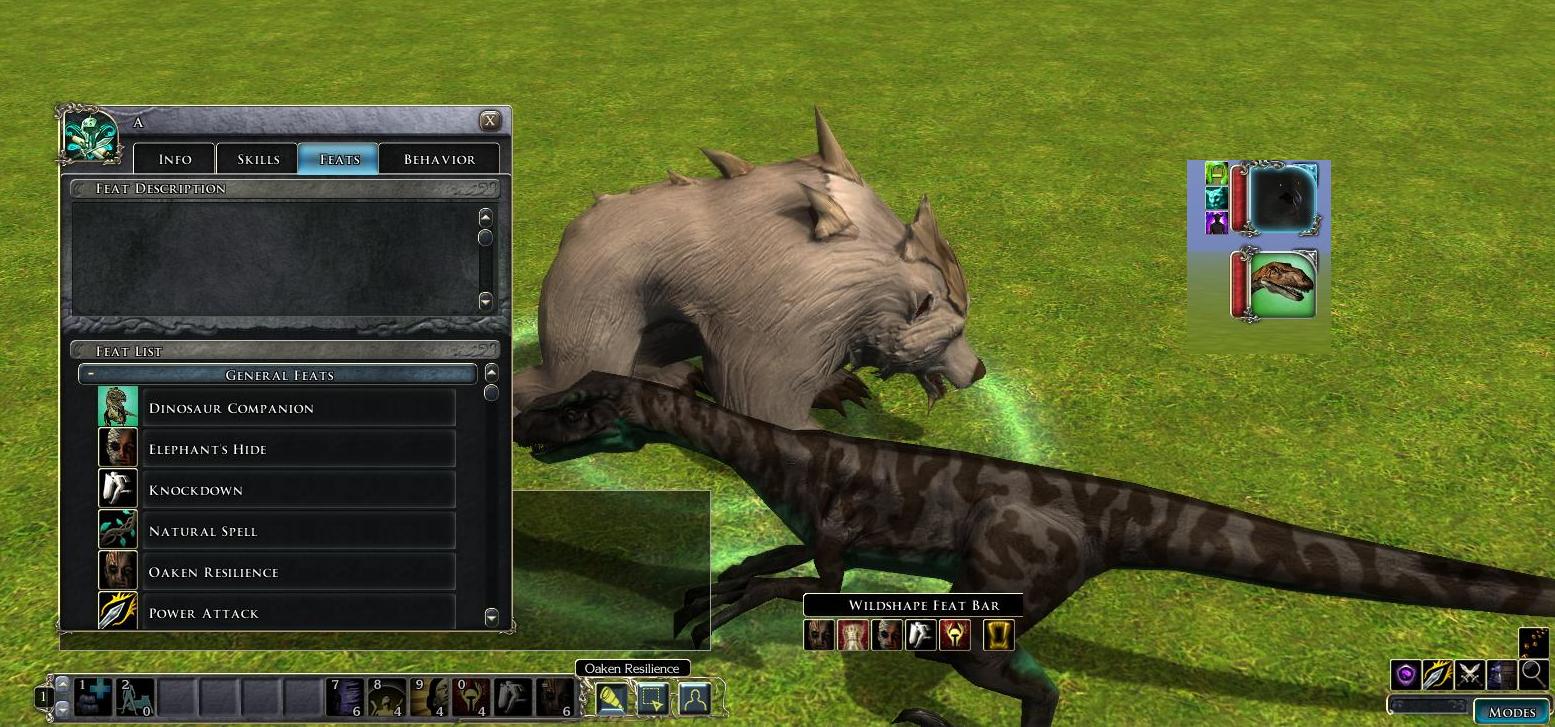 A
X
INFO SKILLS FEATS BEHAVIOR
FEAT DESCRIPTION
FEAT LIST
- GENERAL FEATS
DINOSAUR COMPANION
ELEPHANT'S HIDE
KNOCKDOWN
NATURAL SPELL
OAKEN RESILIENCE
POWER ATTACK
WILDSHAPE FEAT BAR
Oaken Resilience
1 1 2 7 8 9 0
0 6 4 4 4 6
MODES